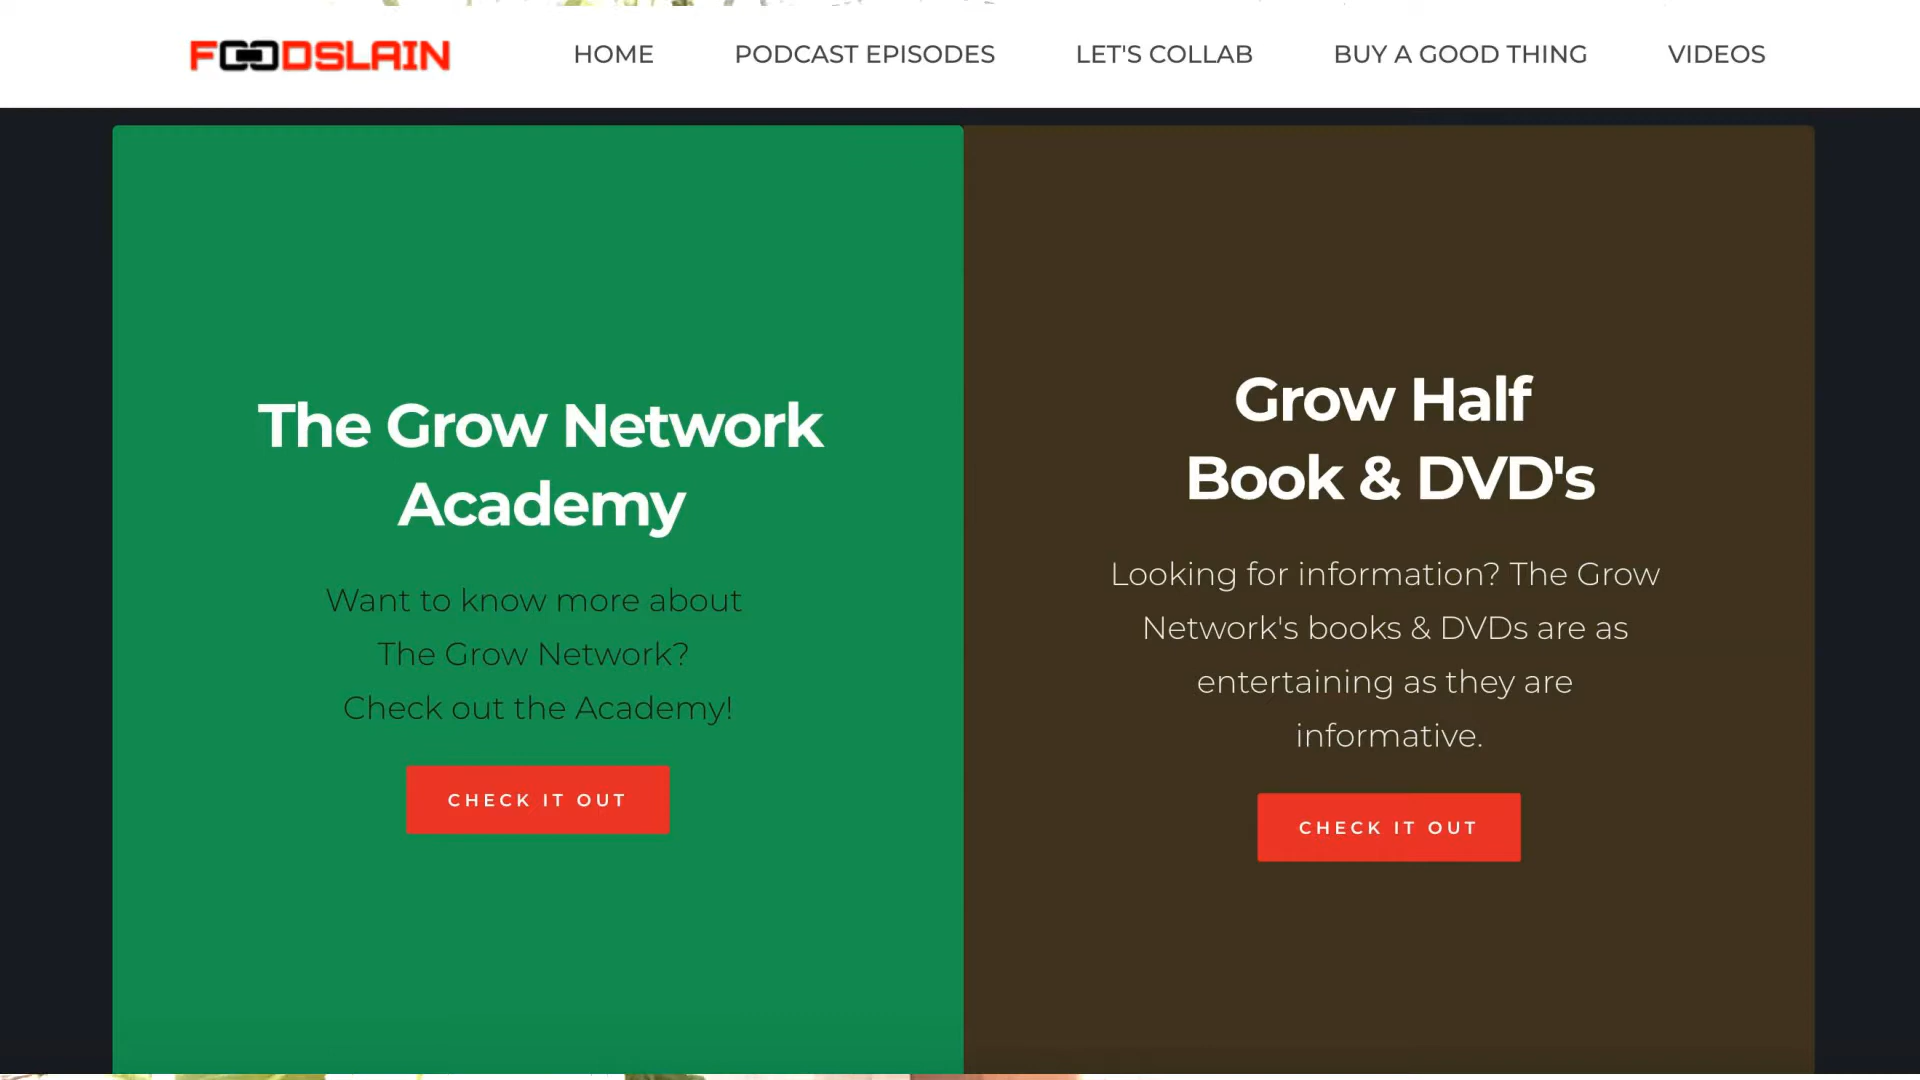 FOODSLAIN
HOME
PODCAST EPISODES
LET'S COLLAB
BUY A GOOD THING
VIDEOS
The Grow Network
Academy
Want to know more about
The Grow Network?
Check out the Academy!
CHECK IT OUT
Grow Half
Book & DVD's
Looking for information? The Grow
Network's books & DVDs are as
entertaining as they are
informative.
CHECK IT OUT